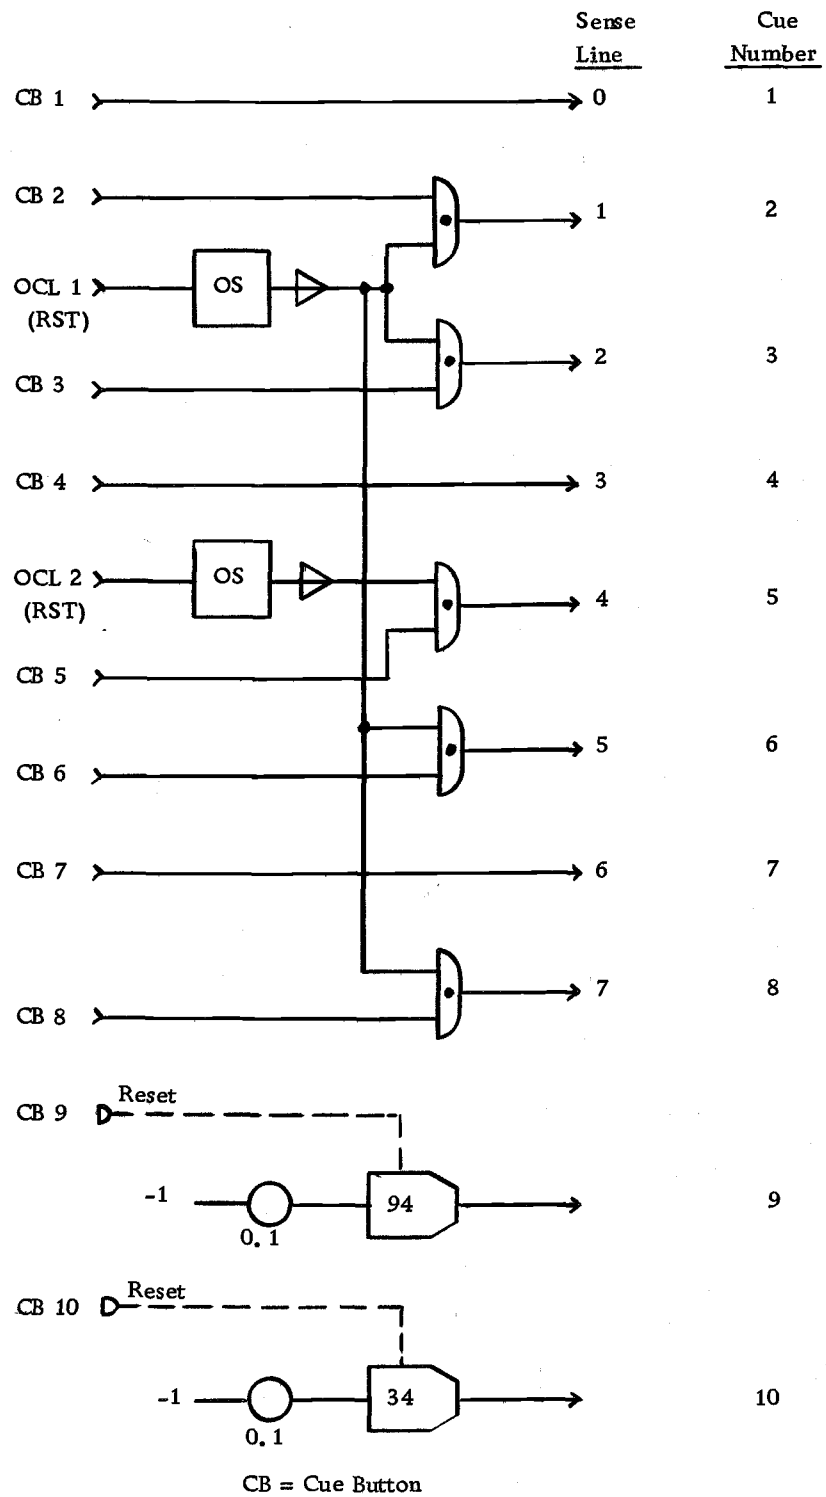 Sense Cue
Line Number
CB 1 0 1
CB 2 1 2
OCL 1 OS
(RST)
2 3
CB 3
CB 4 3 4
OCL 2 OS
(RST) 4 5
CB 5
5 6
CB 6
CB 7 6 7
7 8
CB 8
CB 9 Reset
-1 94 9
0.1
CB 10 Reset
-1 34 10
0.1
CB = Cue Button